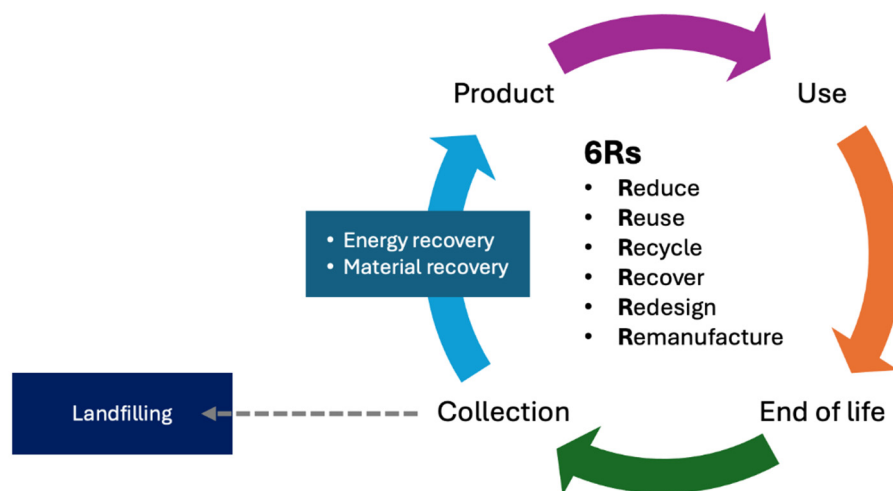 Product
Use
6Rs
• Reduce
• Reuse
• Recycle
• Recover
• Redesign
• Remanufacture
• Energy recovery
• Material recovery
Landfilling
Collection
End of life